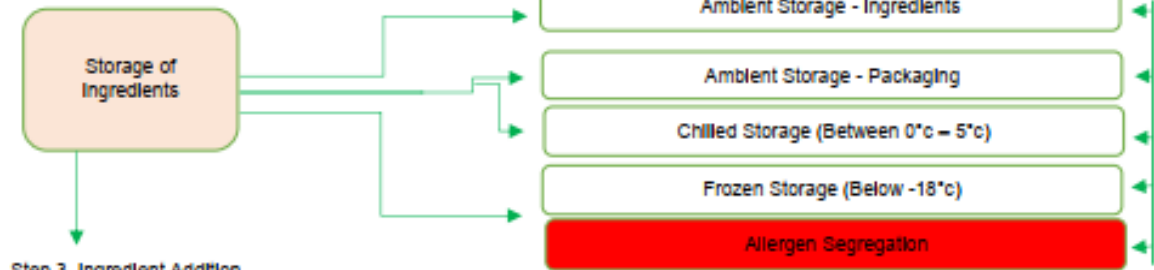 Ambient Storage - Ingredients
Storage of
Ingredients
Ambient Storage - Packaging
Chilled Storage (Between 0°c – 5°c)
Frozen Storage (Below -18°c)
Allergen Segregation
Step 3 Ingredient Addition